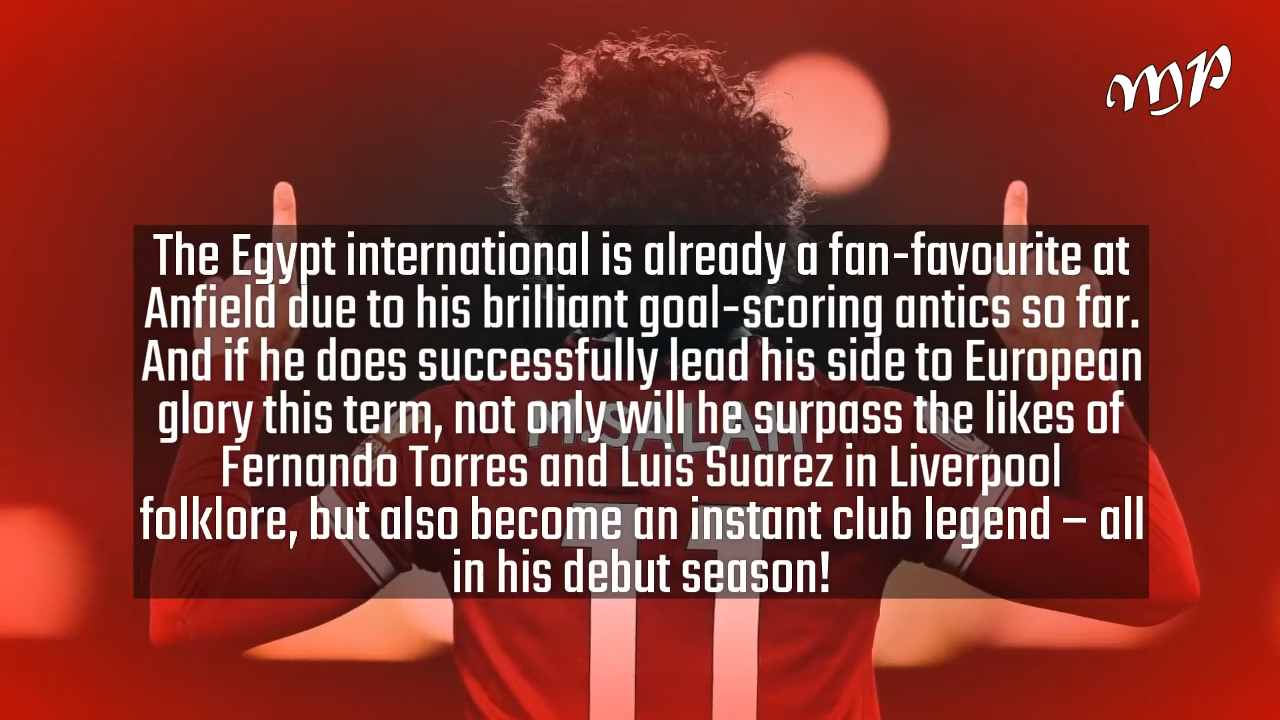 MP
The Egypt international is already a fan-favourite at
Anfield due to his brilliant goal-scoring antics so far.
And if he does successfully lead his side to European
glory this term, not only will he surpass the likes of
Fernando Torres and Luis Suarez in Liverpool
folklore, but also become an instant club legend – all
in his debut season!
M.SALAH
11